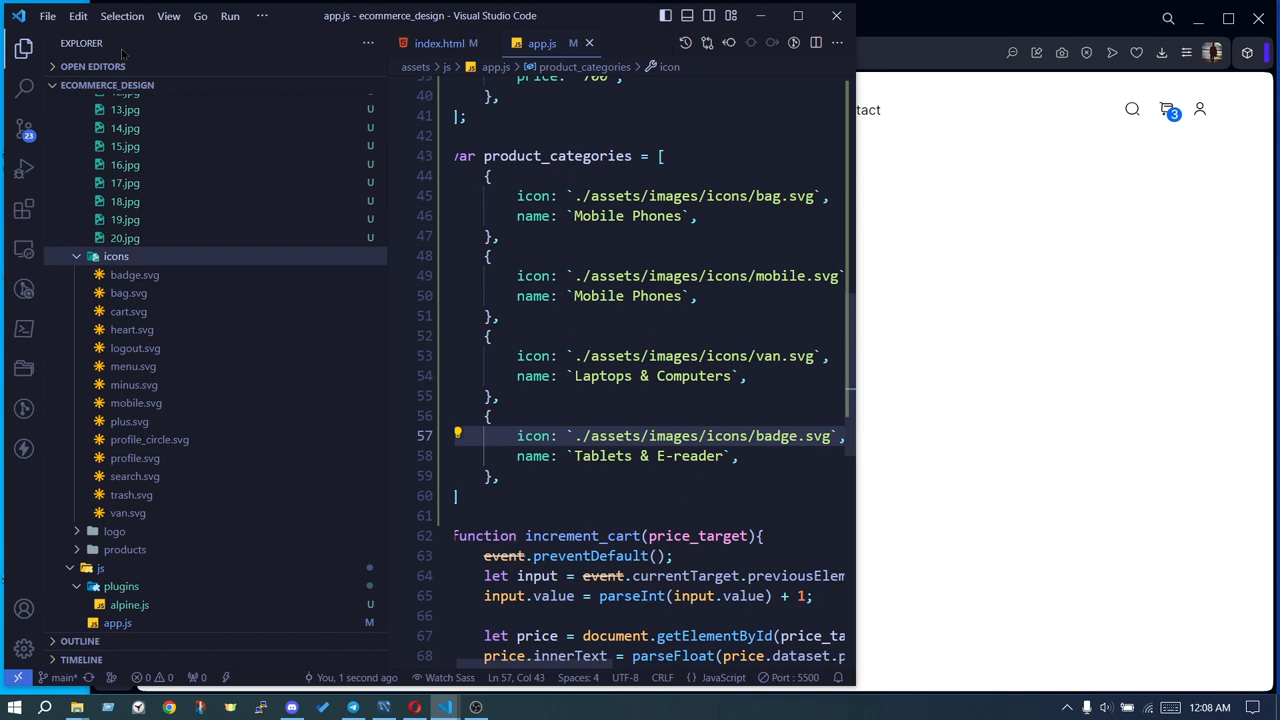 File Edit Selection View Go Run ··· app.js - ecommerce_design - Visual Studio Code
EXPLORER
OPEN EDITORS
ECOMMERCE_DESIGN
13.jpg U
14.jpg U
15.jpg U
16.jpg U
17.jpg U
18.jpg U
19.jpg U
20.jpg U
icons
badge.svg
bag.svg
cart.svg
heart.svg
logout.svg
menu.svg
minus.svg
mobile.svg
plus.svg
profile_circle.svg
profile.svg
search.svg
trash.svg
van.svg
logo
products
js
plugins
alpine.js U
app.js M
OUTLINE
TIMELINE
23
index.html M app.js M
assets > js > app.js > product_categories > icon
39 price: `700`,
40 },
41 ];
42
43 var product_categories = [
44 {
45 icon: `./assets/images/icons/bag.svg`,
46 name: `Mobile Phones`,
47 },
48 {
49 icon: `./assets/images/icons/mobile.svg`
50 name: `Mobile Phones`,
51 },
52 {
53 icon: `./assets/images/icons/van.svg`,
54 name: `Laptops & Computers`,
55 },
56 {
57 icon: `./assets/images/icons/badge.svg`,
58 name: `Tablets & E-reader`,
59 },
60 ]
61
62 function increment_cart(price_target){
63 event.preventDefault();
64 let input = event.currentTarget.previousElem
65 input.value = parseInt(input.value) + 1;
66
67 let price = document.getElementById(price_ta
68 price.innerText = parseFloat(price.dataset.p
main* 0 0 0 You, 1 second ago Watch Sass Ln 57, Col 43 Spaces: 4 UTF-8 CRLF {} JavaScript Port : 5500
tact
3
12:08 AM